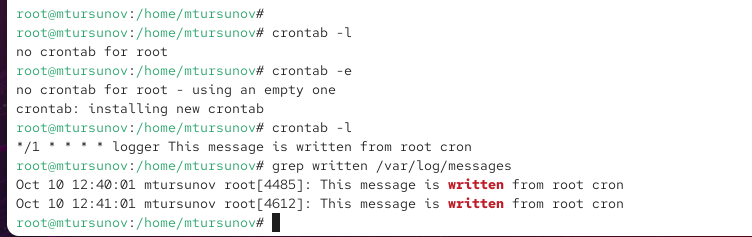 root@mtursunov:/home/mtursunov#
root@mtursunov:/home/mtursunov# crontab -l
no crontab for root
root@mtursunov:/home/mtursunov# crontab -e
no crontab for root - using an empty one
crontab: installing new crontab
root@mtursunov:/home/mtursunov# crontab -l
*/1 * * * * logger This message is written from root cron
root@mtursunov:/home/mtursunov# grep written /var/log/messages
Oct 10 12:40:01 mtursunov root[4485]: This message is written from root cron
Oct 10 12:41:01 mtursunov root[4612]: This message is written from root cron
root@mtursunov:/home/mtursunov#